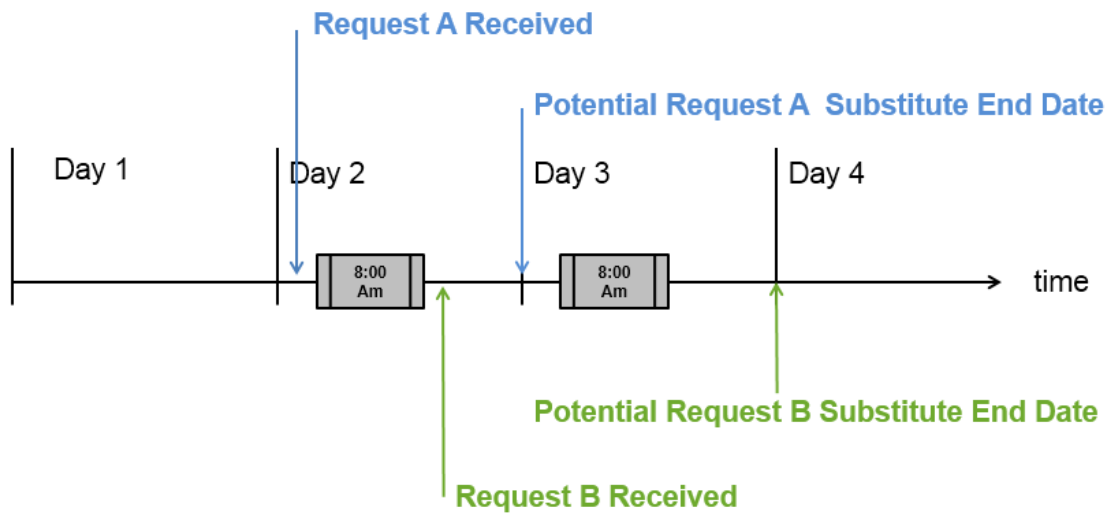 Request A Received
Potential Request A Substitute End Date
Day 1
Day 2
Day 3
Day 4
8:00
Am
8:00
Am
time
Potential Request B Substitute End Date
Request B Received